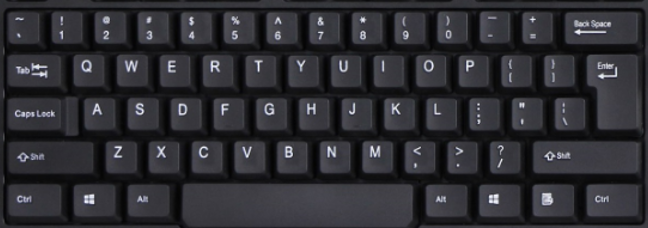 ~ ! @ # $ % ^ & * ( ) — +
` 1 2 3 4 5 6 7 8 9 0 - = Back Space
Tab Q W E R T Y U I O P { } Enter
[ ]
Caps Lock A S D F G H J K L : " ¦
; ' \
Shift Z X C V B N M < > ? Shift
, . /
Ctrl Alt Alt Ctrl